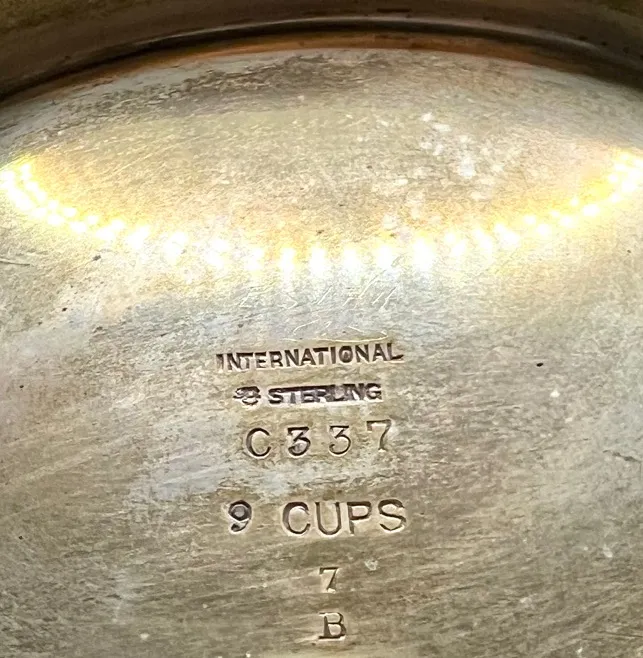 INTERNATIONAL
STERLING
C337
9 CUPS
7
B